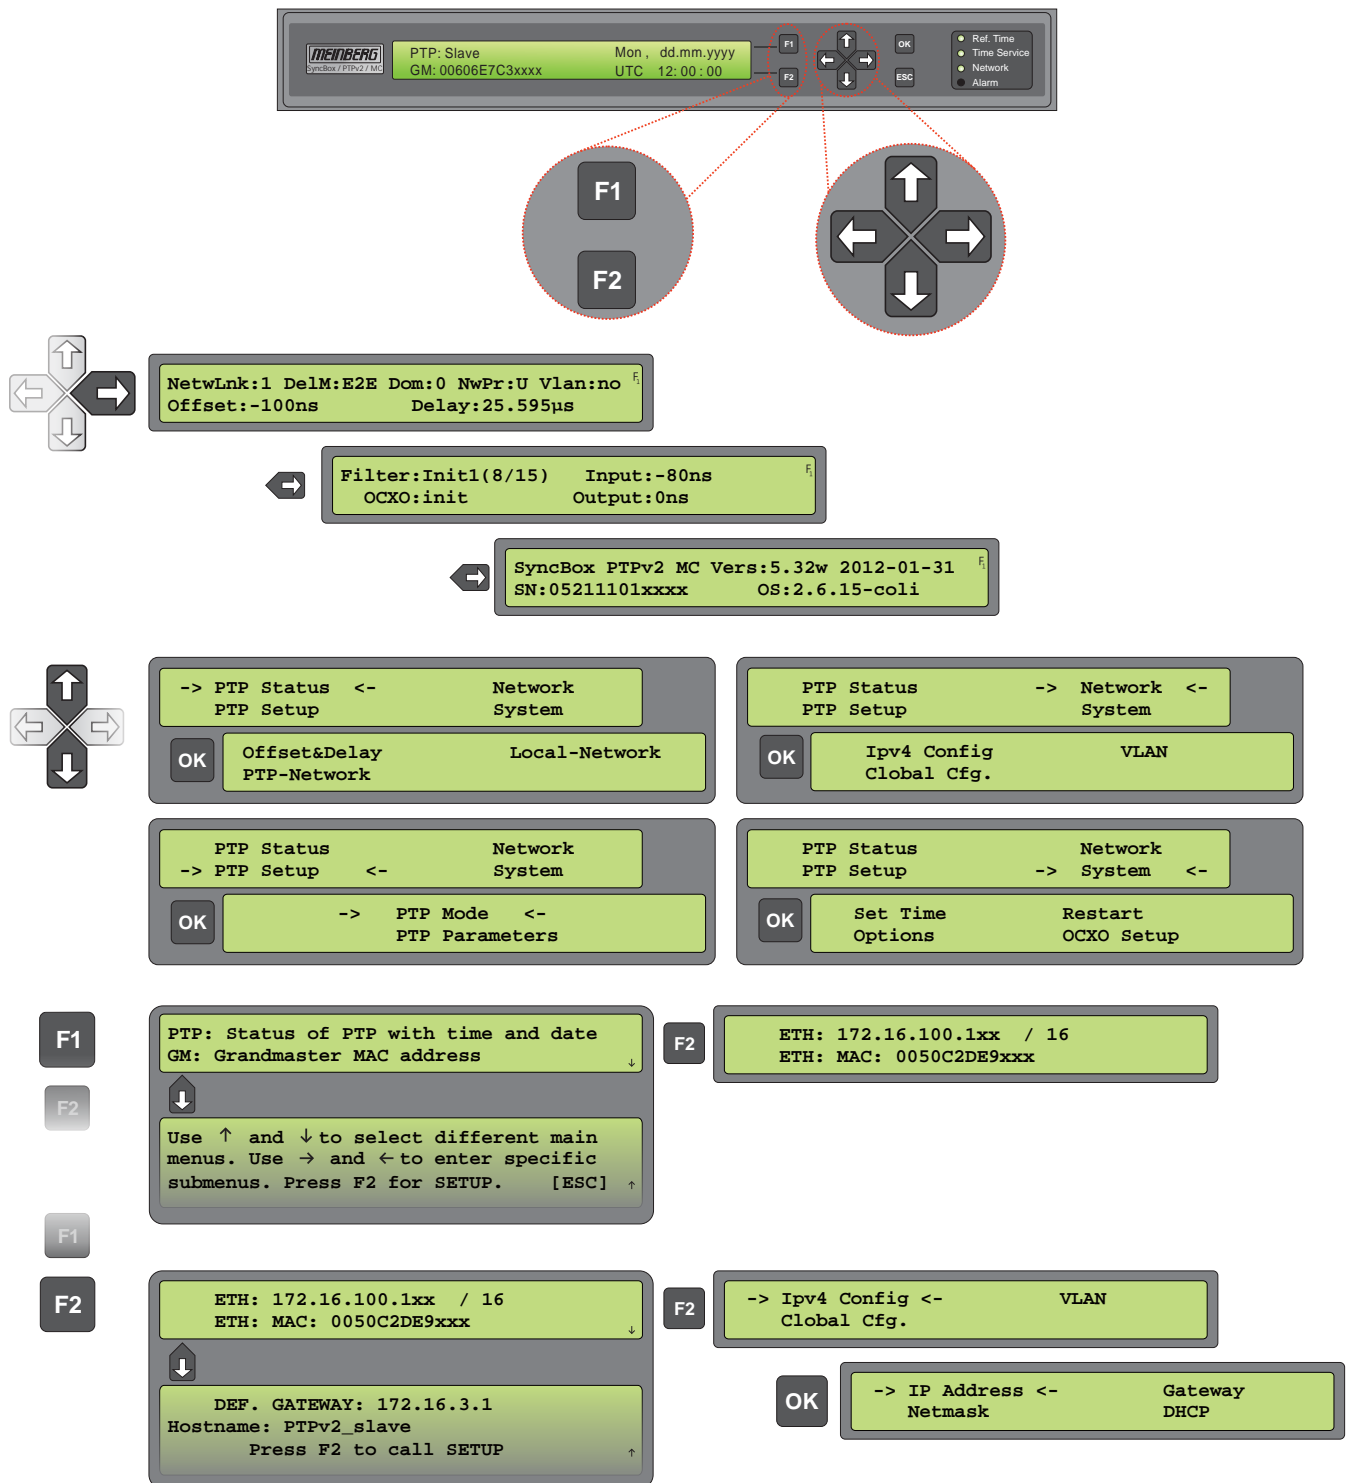 MEINBERG
SyncBox / PTPv2 / MC
PTP: Slave Mon , dd.mm.yyyy
GM: 00606E7C3xxxx UTC 12: 00 : 00
F1
F2
OK
ESC
Ref. Time
Time Service
Network
Alarm
F1
F2
NetwLnk:1 DelM:E2E Dom:0 NwPr:U Vlan:no F1
Offset:-100ns Delay:25.595µs
Filter:Init1(8/15) Input:-80ns F1
OCXO:init Output:0ns
SyncBox PTPv2 MC Vers:5.32w 2012-01-31 F1
SN:05211101xxxx OS:2.6.15-coli
-> PTP Status <- Network
PTP Setup System
OK
Offset&Delay Local-Network
PTP-Network
PTP Status -> Network <-
PTP Setup System
OK
Ipv4 Config VLAN
Clobal Cfg.
PTP Status Network
-> PTP Setup <- System
OK
-> PTP Mode <-
PTP Parameters
PTP Status Network
PTP Setup -> System <-
OK
Set Time Restart
Options OCXO Setup
F1
F2
PTP: Status of PTP with time and date
GM: Grandmaster MAC address ↓
Use ↑ and ↓ to select different main
menus. Use → and ← to enter specific
submenus. Press F2 for SETUP. [ESC] ↑
F2
ETH: 172.16.100.1xx / 16
ETH: MAC: 0050C2DE9xxx
F1
F2
ETH: 172.16.100.1xx / 16
ETH: MAC: 0050C2DE9xxx ↓
DEF. GATEWAY: 172.16.3.1
Hostname: PTPv2_slave
Press F2 to call SETUP ↑
F2
-> Ipv4 Config <- VLAN
Clobal Cfg.
OK
-> IP Address <- Gateway
Netmask DHCP